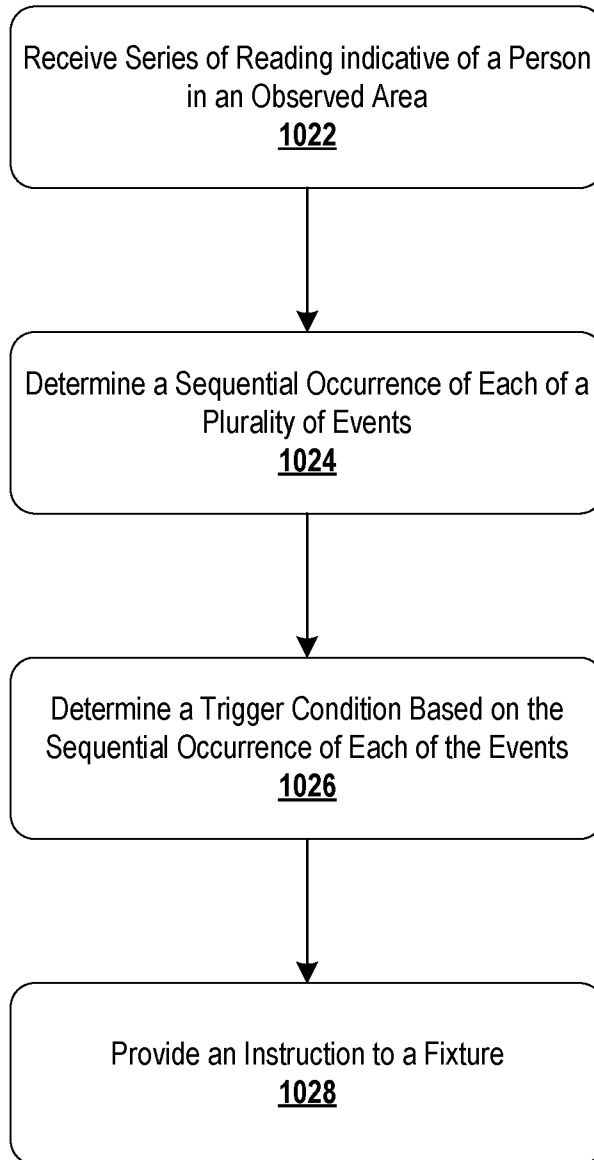 Receive Series of Reading indicative of a Person
in an Observed Area
1022
Determine a Sequential Occurrence of Each of a
Plurality of Events
1024
Determine a Trigger Condition Based on the
Sequential Occurrence of Each of the Events
1026
Provide an Instruction to a Fixture
1028